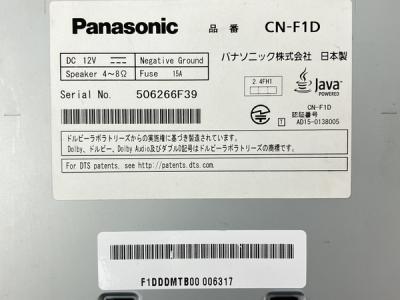 Panasonic 品番 CN-F1D
DC 12V Negative Ground
Speaker 4～8Ω Fuse 15A
パナソニック株式会社 日本製
Serial No. 506266F39
2.4FH1
Java
POWERED
CN-F1D
認証番号
T AD15-0138005
ドルビーラボラトリーズからの実施権に基づき製造されています。
Dolby、ドルビー、Dolby Audio及びダブルD記号はドルビーラボラトリーズの商標です。
For DTS patents, see http://patents.dts.com.
F1DDDMTB00 006317